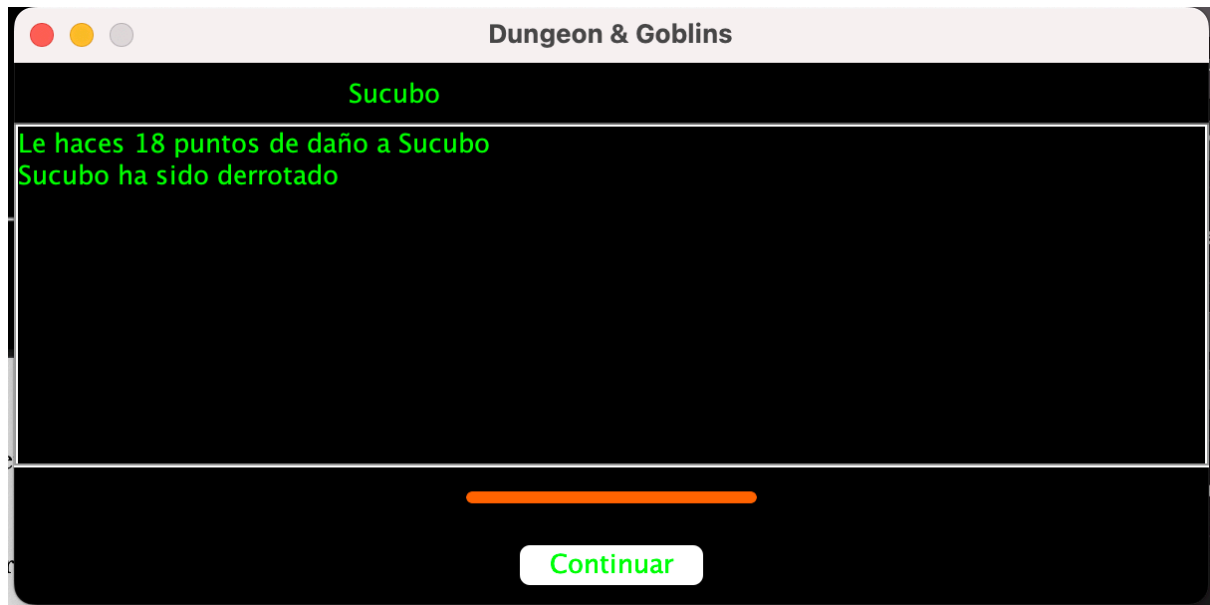 Dungeon & Goblins
Sucubo
Le haces 18 puntos de daño a Sucubo
Sucubo ha sido derrotado
Continuar